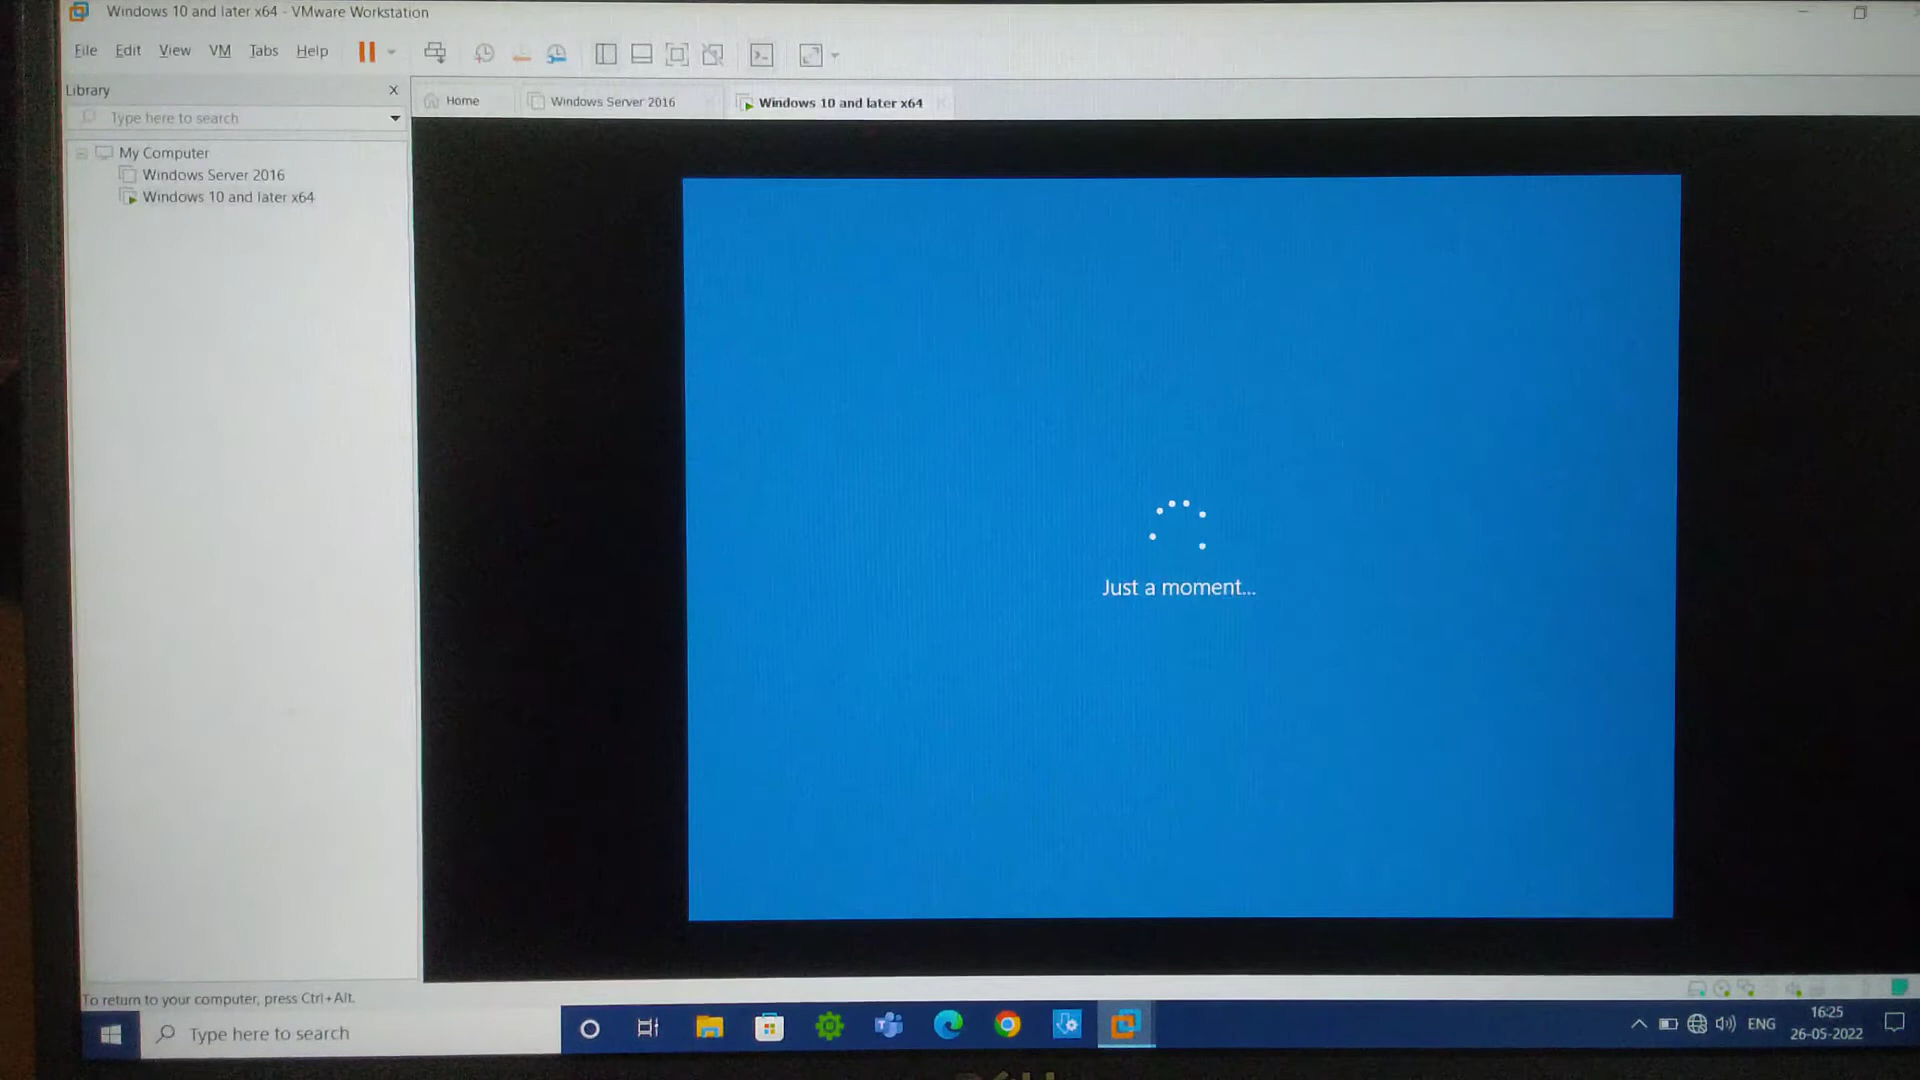 Windows 10 and later x64 - VMware Workstation
File Edit View VM Tabs Help
Library X
Type here to search
Home Windows Server 2016 Windows 10 and later x64
My Computer
Windows Server 2016
Windows 10 and later x64
Just a moment...
To return to your computer, press Ctrl+Alt.
Type here to search
ENG
16:25
26-05-2022